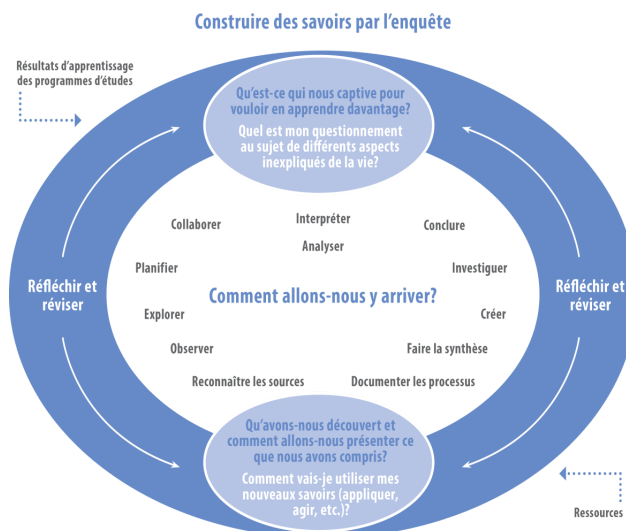 Construire des savoirs par l'enquête
Résultats d'apprentissage
des programmes d'études
Qu'est-ce qui nous captive pour
vouloir en apprendre davantage?
Quel est mon questionnement
au sujet de différents aspects
inexpliqués de la vie?
Collaborer
Interpréter
Conclure
Analyser
Planifier
Investiguer
Réfléchir et
réviser
Comment allons-nous y arriver?
Réfléchir et
réviser
Explorer
Créer
Observer
Faire la synthèse
Reconnaître les sources
Documenter les processus
Qu'avons-nous découvert et
comment allons-nous présenter ce
que nous avons compris?
Comment vais-je utiliser mes
nouveaux savoirs (appliquer,
agir, etc.)?
Ressources